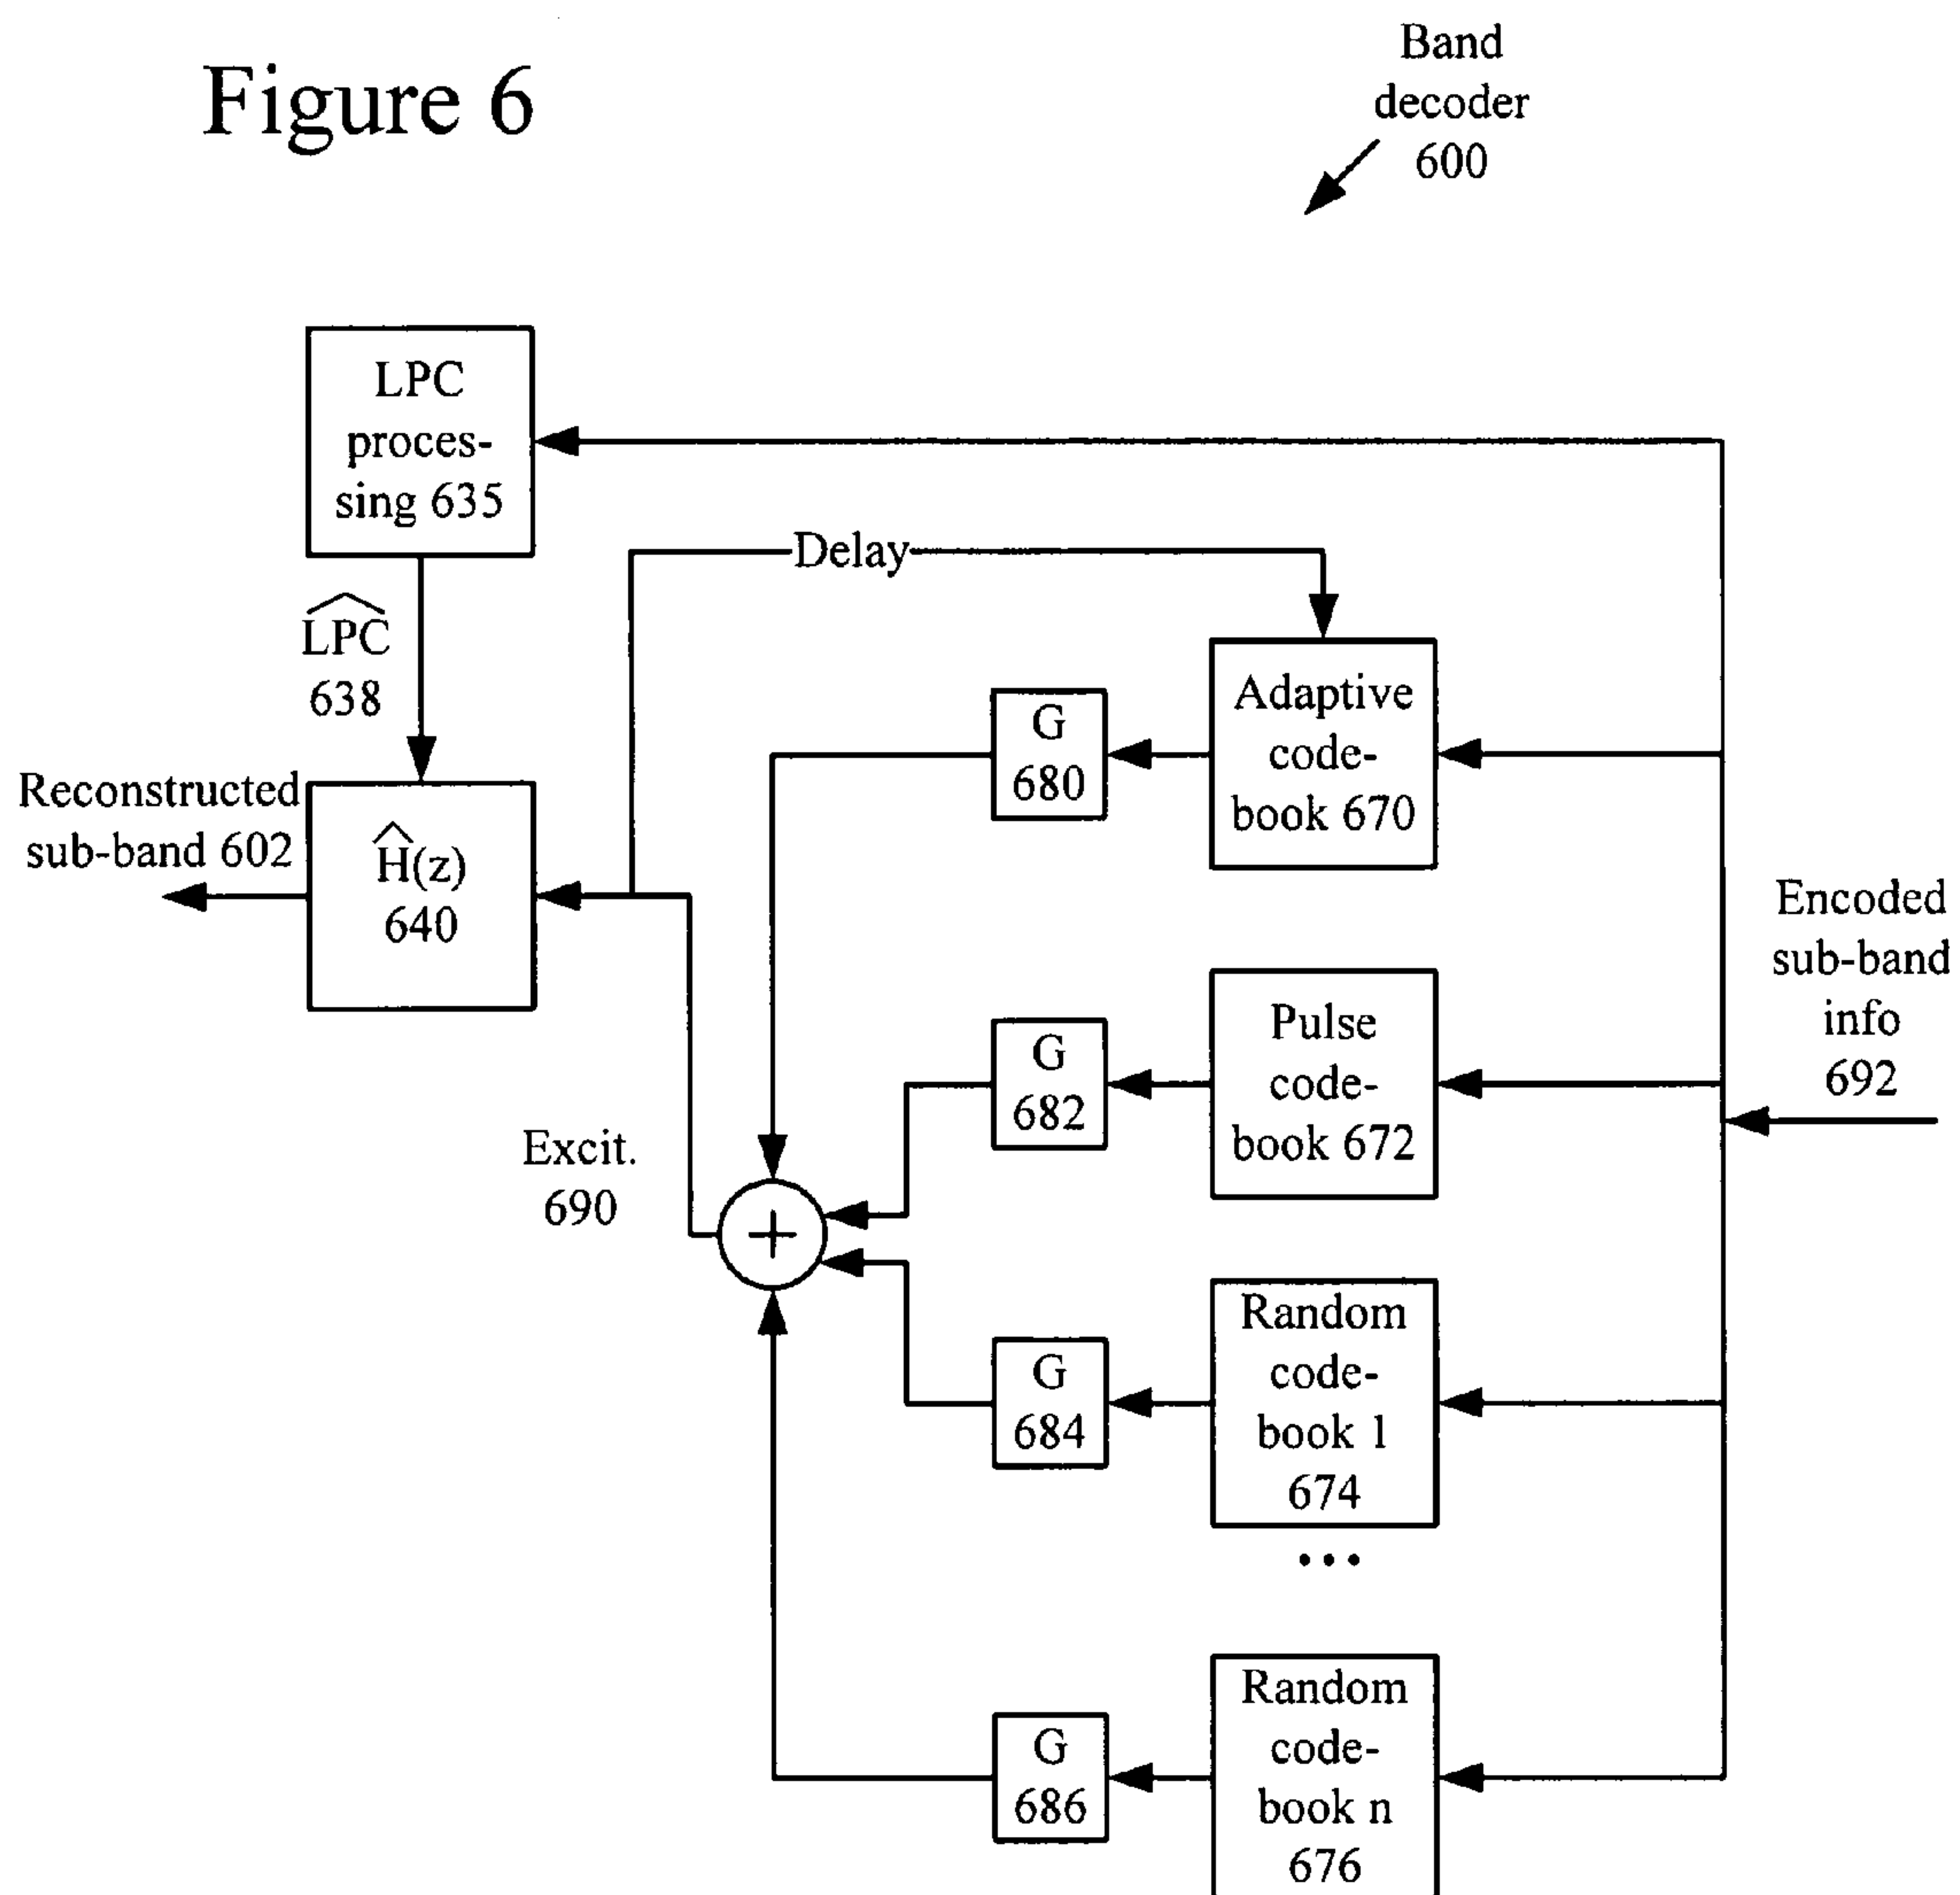 Figure 6
Band
decoder
600
LPC
proces-
sing 635
Delay
LPC
638
Adaptive
code-
book 670
G
680
Reconstructed
sub-band 602
Ĥ(z)
640
Encoded
sub-band
info
692
Pulse
code-
book 672
G
682
Excit.
690
+
Random
code-
book 1
674
G
684
...
Random
code-
book n
676
G
686